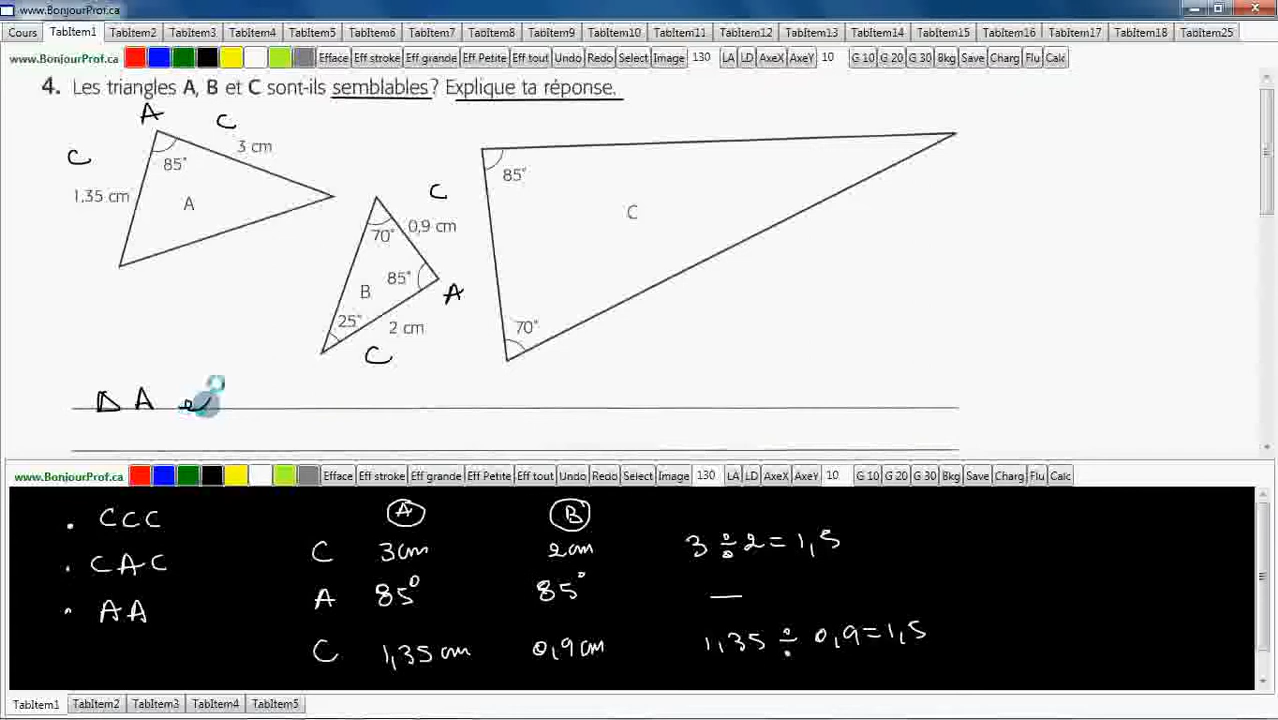 www.BonjourProf.ca
Cours TabItem1 TabItem2 TabItem3 TabItem4 TabItem5 TabItem6 TabItem7 TabItem8 TabItem9 TabItem10 TabItem11 TabItem12 TabItem13 TabItem14 TabItem15 TabItem16 TabItem17 TabItem18 TabItem25
www.BonjourProf.ca Efface Eff stroke Eff grande Eff Petite Eff tout Undo Redo Select Image 130 LA LD AxeX AxeY 10 G 10 G 20 G 30 Bkg Save Charg Flu Calc
4. Les triangles A, B et C sont-ils semblables? Explique ta réponse.
A C
C 3 cm
85°
1,35 cm A
C
70° 0,9 cm
85°
B A
25° 2 cm
C
85°
C
70°
Δ A e
www.BonjourProf.ca Efface Eff stroke Eff grande Eff Petite Eff tout Undo Redo Select Image 130 LA LD AxeX AxeY 10 G 10 G 20 G 30 Bkg Save Charg Flu Calc
. CCC
. CAC
. AA
A B
C 3cm 2cm 3 ÷ 2 = 1,5
A 85° 85° —
C 1,35 cm 0,9 cm 1,35 ÷ 0,9 = 1,5
TabItem1 TabItem2 TabItem3 TabItem4 TabItem5